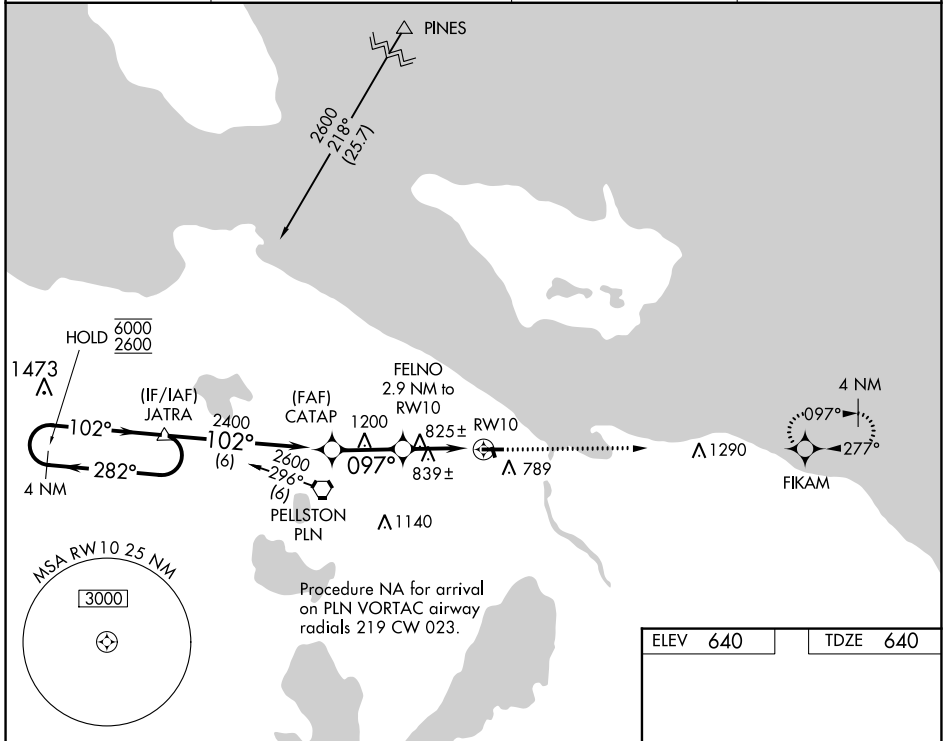 PINES
2600
218°
(25.7)
HOLD
6000
2600
1473
(IF/IAF)
JATRA
102°
282°
4 NM
2400
102°
(6)
(FAF)
CATAP
1200
097°
FELNO
2.9 NM to
RW10
825±
839±
RW10
789
1290
4 NM
097°
277°
FIKAM
2600
296°
(6)
PELLSTON
PLN
1140
MSA RW10 25 NM
3000
Procedure NA for arrival
on PLN VORTAC airway
radials 219 CW 023.
ELEV 640
TDZE 640